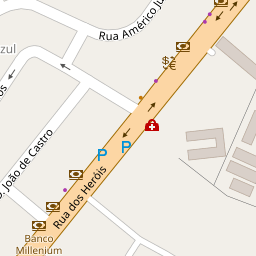 Rua Américo Jú
zul
os
o. João de Castro
Rua dos Heróis
P
P
Banco
Millenium